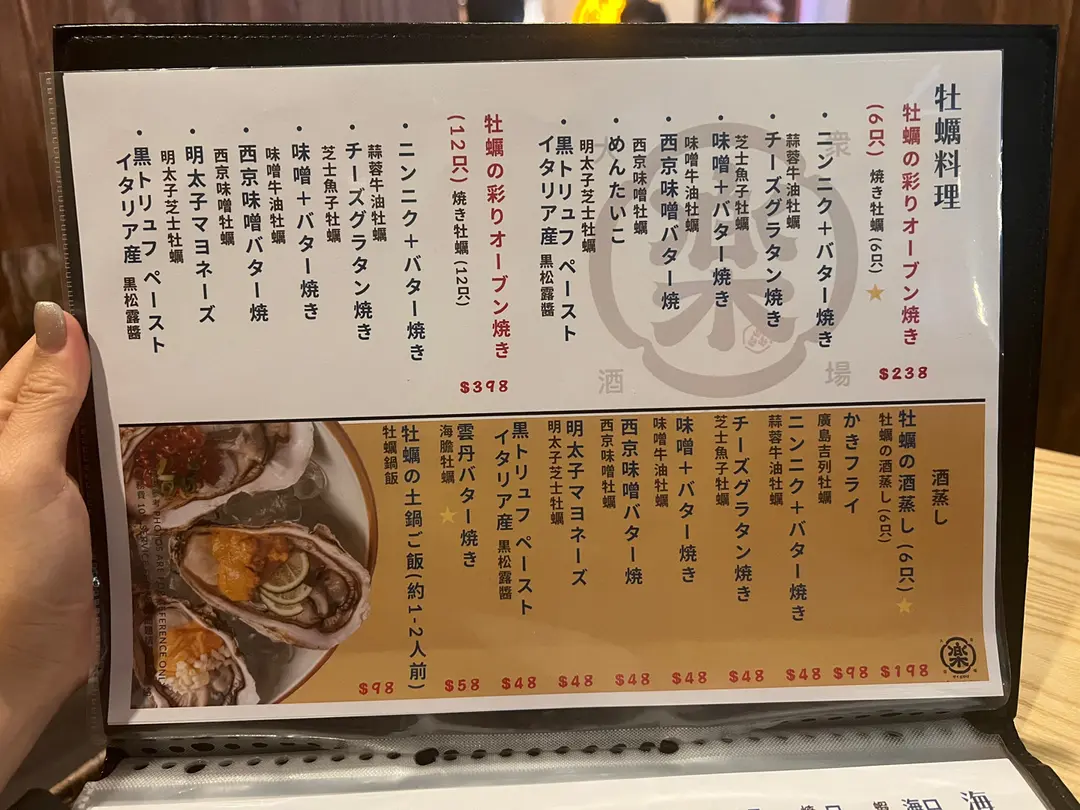 牡蠣料理
牡蠣の彩りオーブン焼き
(6只) 焼き牡蠣 (6只)
$238
・ニンニク+バター焼き
蒜蓉牛油牡蠣
・チーズグラタン焼き
芝士魚子牡蠣
・味噌+バター焼き
味噌牛油牡蠣
・西京味噌バター焼
西京味噌牡蠣
・めんたいこ
明太子芝士牡蠣
・黒トリュフ ペースト
イタリア産 黒松露醬
牡蠣の彩りオーブン焼き
$398
(12只) 焼き牡蠣 (12只)
・ニンニク+バター焼き
蒜蓉牛油牡蠣
・チーズグラタン焼き
芝士魚子牡蠣
・味噌+バター焼き
味噌牛油牡蠣
・西京味噌バター焼
西京味噌牡蠣
・明太子マヨネーズ
明太子芝士牡蠣
・黒トリュフ ペースト
イタリア産 黒松露醬
大衆酒場
楽
酒蒸し
牡蠣の酒蒸し(6只) $198
牡蠣の酒蒸し(6只)
かきフライ $98
廣島吉列牡蠣
ニンニク+バター焼き $48
蒜蓉牛油牡蠣
チーズグラタン焼き $48
芝士魚子牡蠣
味噌+バター焼き $48
味噌牛油牡蠣
西京味噌バター焼 $48
西京味噌牡蠣
明太子マヨネーズ $48
明太子芝士牡蠣
黒トリュフ ペースト $48
イタリア産 黒松露醬
雲丹バター焼き $58
海膽牡蠣
牡蠣の土鍋ご飯(約1-2人前) $98
牡蠣鍋飯
楽
PHOTOS ARE FOR REFERENCE ONLY
10% SERVICE
海